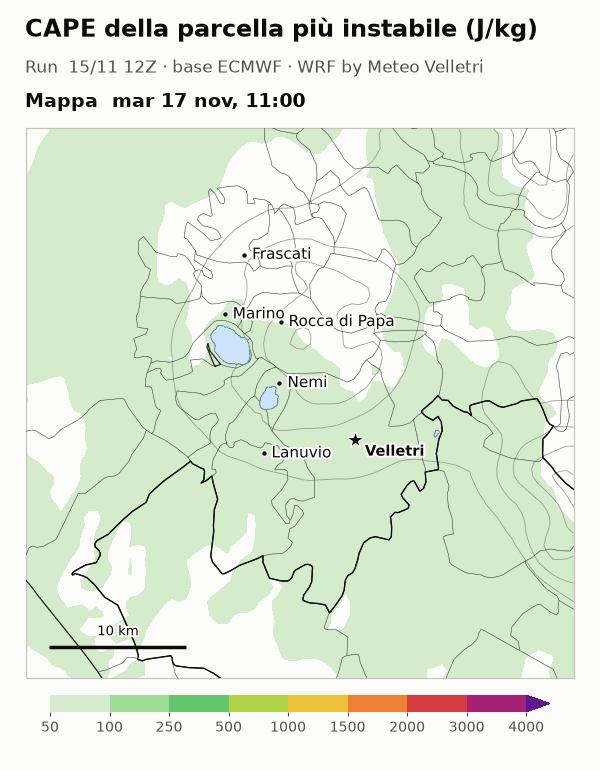 CAPE della parcella più instabile (J/kg)
Run 15/11 12Z · base ECMWF · WRF by Meteo Velletri
Mappa mar 17 nov, 11:00
Frascati
Marino
Rocca di Papa
Nemi
Velletri
Lanuvio
10 km
50 100 250 500 1000 1500 2000 3000 4000